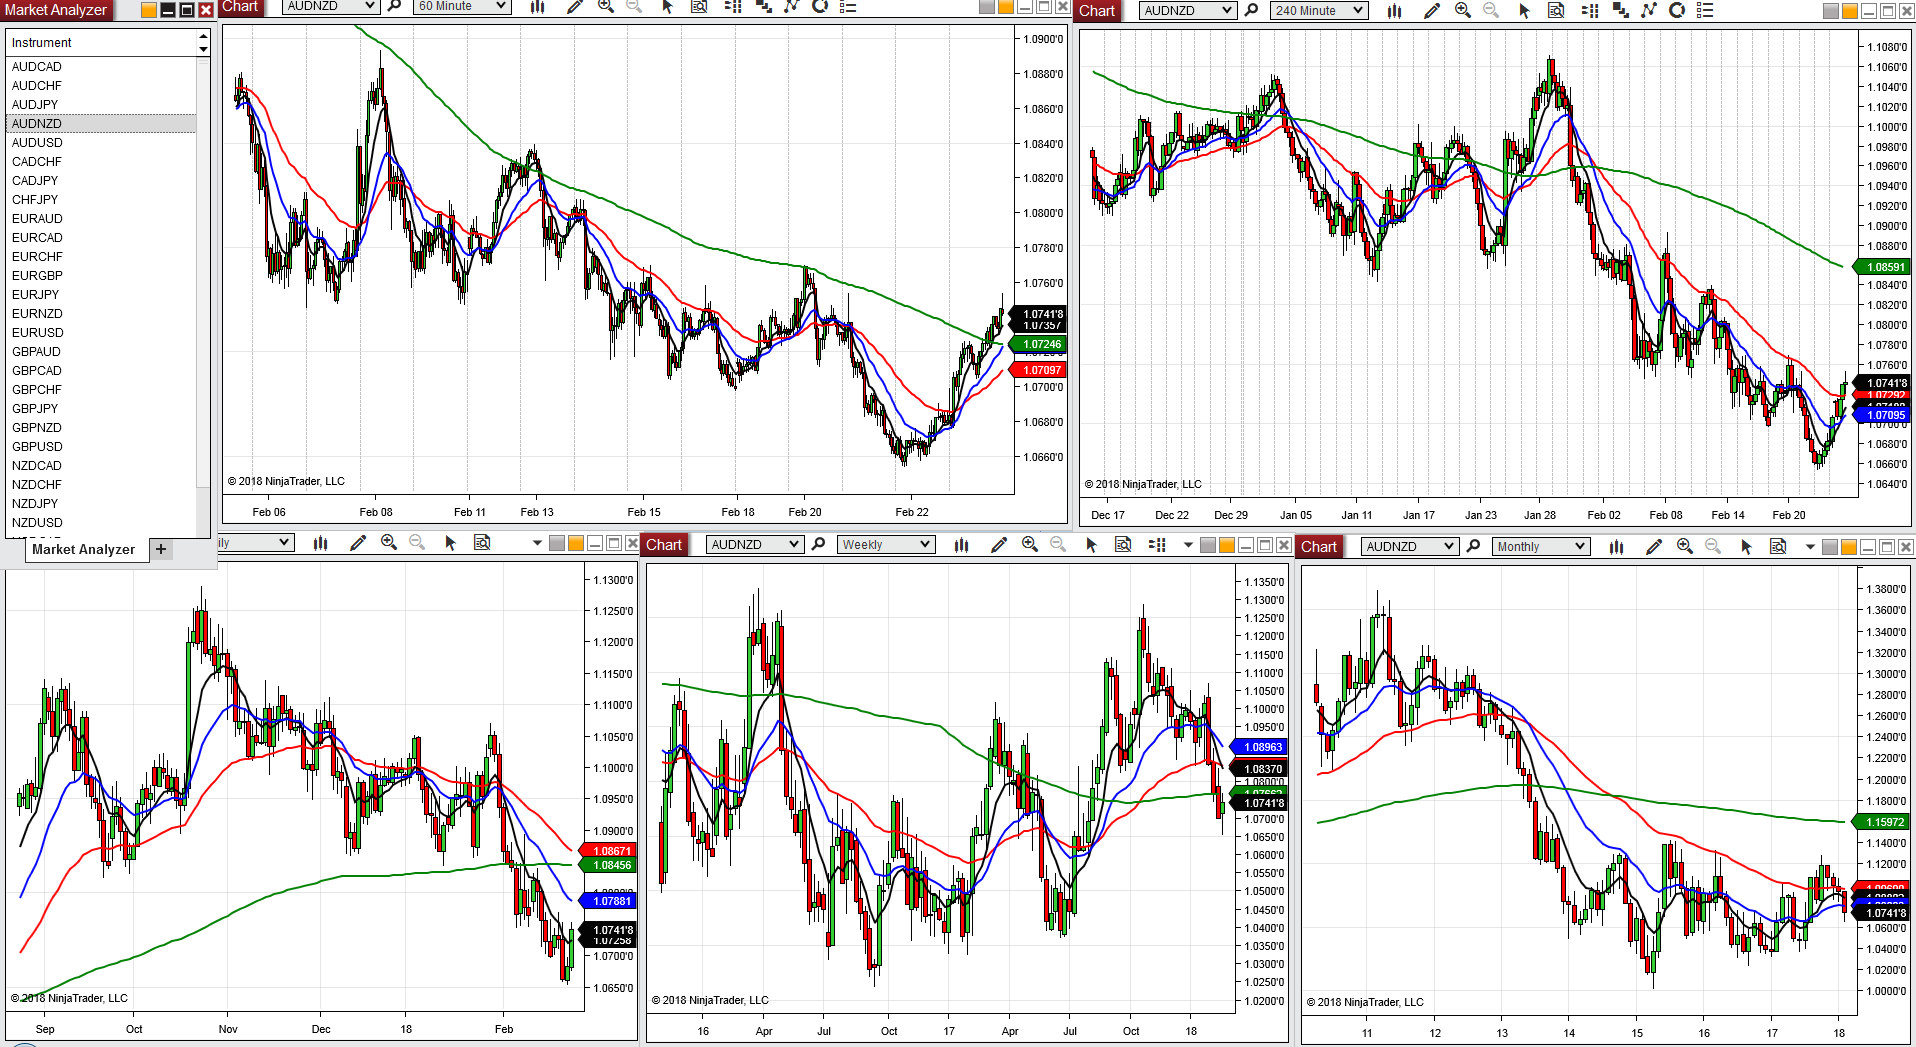 Market Analyzer
Instrument
AUDCAD
AUDCHF
AUDJPY
AUDNZD
AUDUSD
CADCHF
CADJPY
CHFJPY
EURAUD
EURCAD
EURCHF
EURGBP
EURJPY
EURNZD
EURUSD
GBPAUD
GBPCAD
GBPCHF
GBPJPY
GBPNZD
GBPUSD
NZDCAD
NZDCHF
NZDJPY
NZDUSD
Market Analyzer +
Chart AUDNZD 60 Minute
1.0900'0
1.0880'0
1.0860'0
1.0840'0
1.0820'0
1.0800'0
1.0780'0
1.0760'0
1.0741'8
1.07357
1.07246
1.07097
1.0700'0
1.0680'0
1.0660'0
© 2018 NinjaTrader, LLC
Feb 06 Feb 08 Feb 11 Feb 13 Feb 15 Feb 18 Feb 20 Feb 22
Chart AUDNZD 240 Minute
1.1080'0
1.1060'0
1.1040'0
1.1020'0
1.1000'0
1.0980'0
1.0960'0
1.0940'0
1.0920'0
1.0900'0
1.0880'0
1.08591
1.0840'0
1.0820'0
1.0800'0
1.0780'0
1.0760'0
1.0741'8
1.07292
1.07095
1.0700'0
1.0680'0
1.0660'0
1.0640'0
© 2018 NinjaTrader, LLC
Dec 17 Dec 22 Dec 29 Jan 05 Jan 11 Jan 17 Jan 23 Jan 28 Feb 02 Feb 08 Feb 14 Feb 20
ily
1.1300'0
1.1250'0
1.1200'0
1.1150'0
1.1100'0
1.1050'0
1.1000'0
1.0950'0
1.0900'0
1.08671
1.08456
1.07881
1.0741'8
1.07258
1.0700'0
1.0650'0
© 2018 NinjaTrader, LLC
Sep Oct Nov Dec 18 Feb
Chart AUDNZD Weekly
1.1350'0
1.1300'0
1.1250'0
1.1200'0
1.1150'0
1.1100'0
1.1050'0
1.1000'0
1.0950'0
1.08963
1.08370
1.0800'0
1.0741'8
1.0700'0
1.0650'0
1.0600'0
1.0550'0
1.0500'0
1.0450'0
1.0400'0
1.0350'0
1.0300'0
1.0250'0
1.0200'0
© 2018 NinjaTrader, LLC
16 Apr Jul Oct 17 Apr Jul Oct 18
Chart AUDNZD Monthly
1.3800'0
1.3600'0
1.3400'0
1.3200'0
1.3000'0
1.2800'0
1.2600'0
1.2400'0
1.2200'0
1.2000'0
1.1800'0
1.15972
1.1400'0
1.1200'0
1.0741'8
1.0600'0
1.0400'0
1.0200'0
1.0000'0
© 2018 NinjaTrader, LLC
11 12 13 14 15 16 17 18